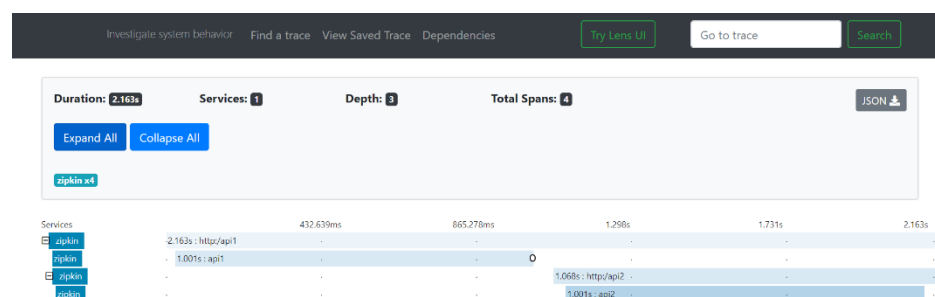 Investigate system behavior Find a trace View Saved Trace Dependencies Try Lens UI Go to trace Search
Duration: 2.163s Services: 1 Depth: 3 Total Spans: 4 JSON
Expand All Collapse All
zipkin x4
Services 432.639ms 865.278ms 1.298s 1.731s 2.163s
zipkin 2.163s : http:/api1
zipkin 1.001s : api1
zipkin 1.068s : http:/api2
zipkin 1.001s : api2